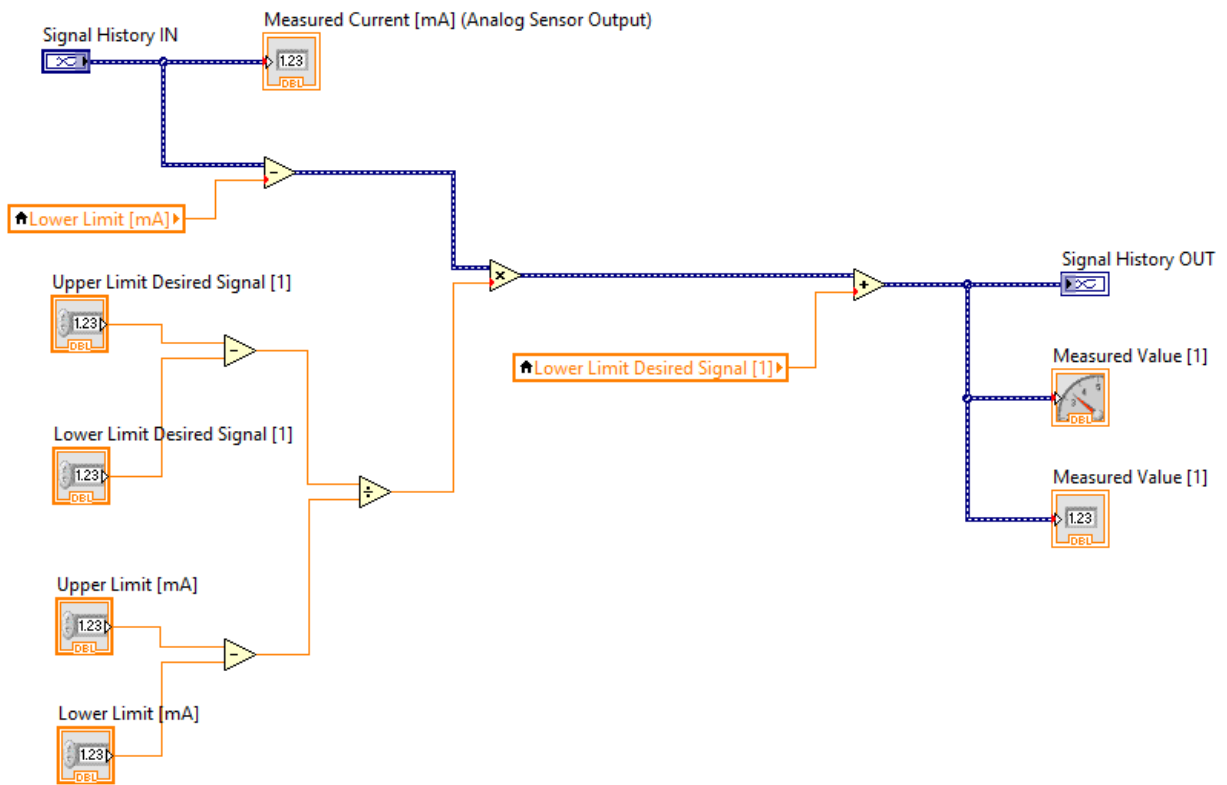 Measured Current [mA] (Analog Sensor Output)
Signal History IN
1.23
DBL
Lower Limit [mA]
Signal History OUT
Upper Limit Desired Signal [1]
1.23
DBL
Lower Limit Desired Signal [1]
Measured Value [1]
3 4 5
DBL
Lower Limit Desired Signal [1]
1.23
DBL
Measured Value [1]
1.23
DBL
Upper Limit [mA]
1.23
DBL
Lower Limit [mA]
1.23
DBL